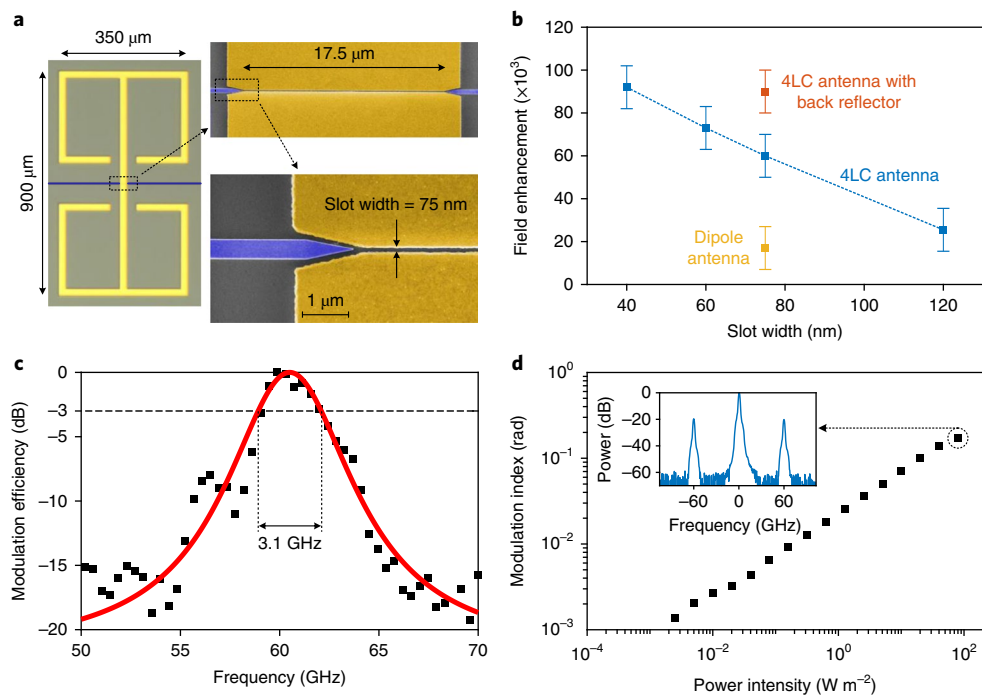 a
350 μm
900 μm
17.5 μm
Slot width = 75 nm
1 μm
b
Field enhancement (×10³)
120
100
80
60
40
20
0
4LC antenna with
back reflector
4LC antenna
Dipole
antenna
40
60
80
100
120
Slot width (nm)
c
Modulation efficiency (dB)
0
−3
−5
−10
−15
−20
3.1 GHz
50
55
60
65
70
Frequency (GHz)
d
Modulation index (rad)
10⁰
10⁻¹
10⁻²
10⁻³
Power (dB)
0
−20
−40
−60
−60
0
60
Frequency (GHz)
10⁻⁴
10⁻²
10⁰
10²
Power intensity (W m⁻²)